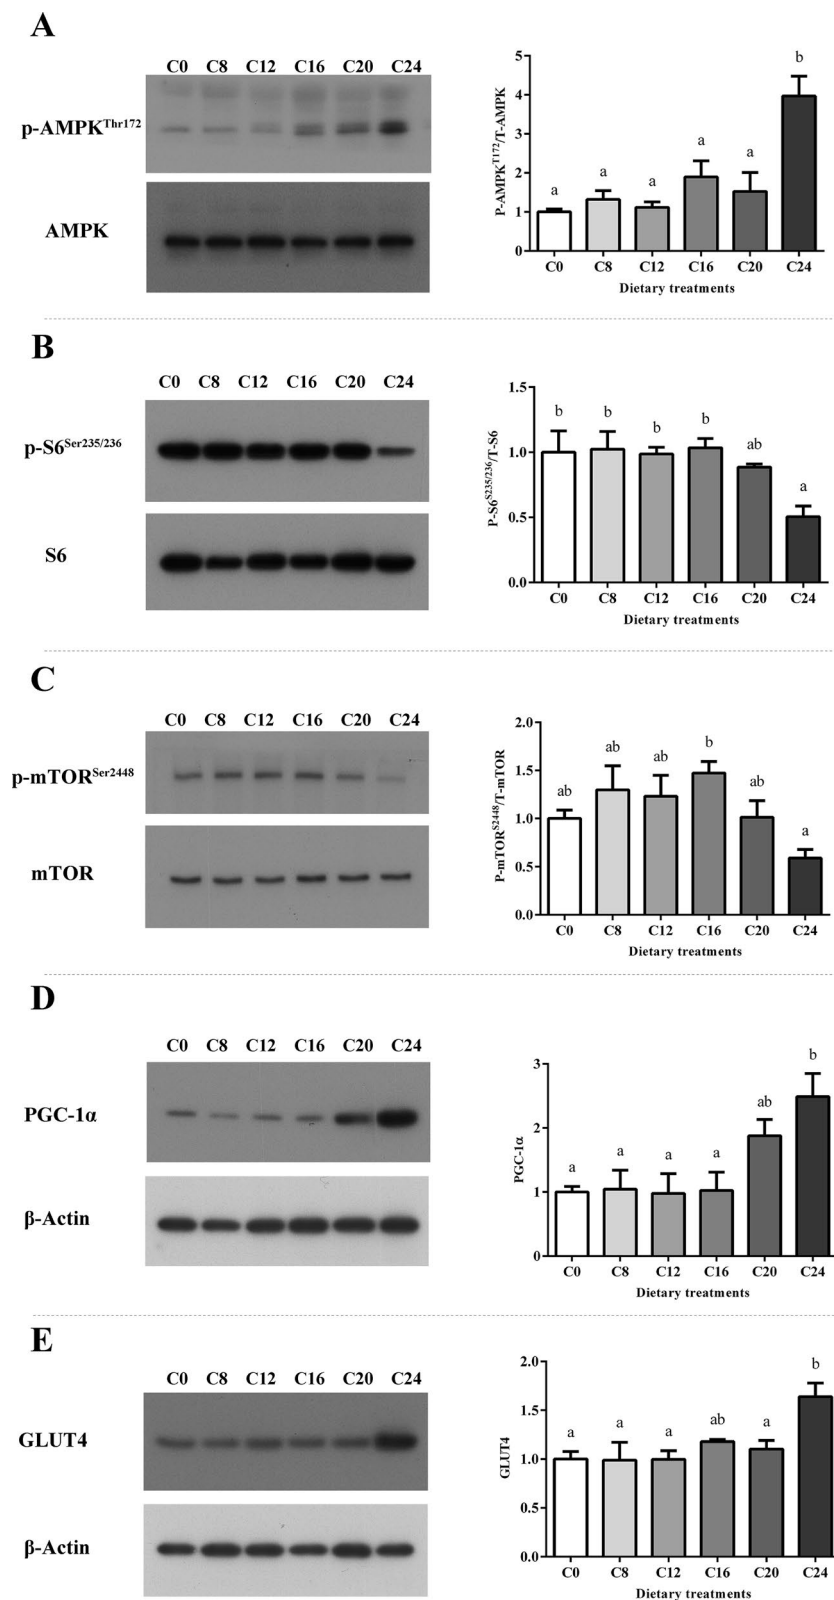 A
C0 C8 C12 C16 C20 C24
p-AMPK^Thr172
AMPK
P-AMPK^T172/T-AMPK
5
4
3
2
1
0
a a a a a b
C0 C8 C12 C16 C20 C24
Dietary treatments
B
C0 C8 C12 C16 C20 C24
p-S6^Ser235/236
S6
P-S6^S235/236/T-S6
1.5
1.0
0.5
0.0
b b b b ab a
C0 C8 C12 C16 C20 C24
Dietary treatments
C
C0 C8 C12 C16 C20 C24
p-mTOR^Ser2448
mTOR
P-mTOR^S2448/T-mTOR
2.0
1.5
1.0
0.5
0.0
ab ab ab b ab a
C0 C8 C12 C16 C20 C24
Dietary treatments
D
C0 C8 C12 C16 C20 C24
PGC-1α
β-Actin
PGC-1α
3
2
1
0
a a a a ab b
C0 C8 C12 C16 C20 C24
Dietary treatments
E
C0 C8 C12 C16 C20 C24
GLUT4
β-Actin
GLUT4
2.0
1.5
1.0
0.5
0.0
a a a ab a b
C0 C8 C12 C16 C20 C24
Dietary treatments